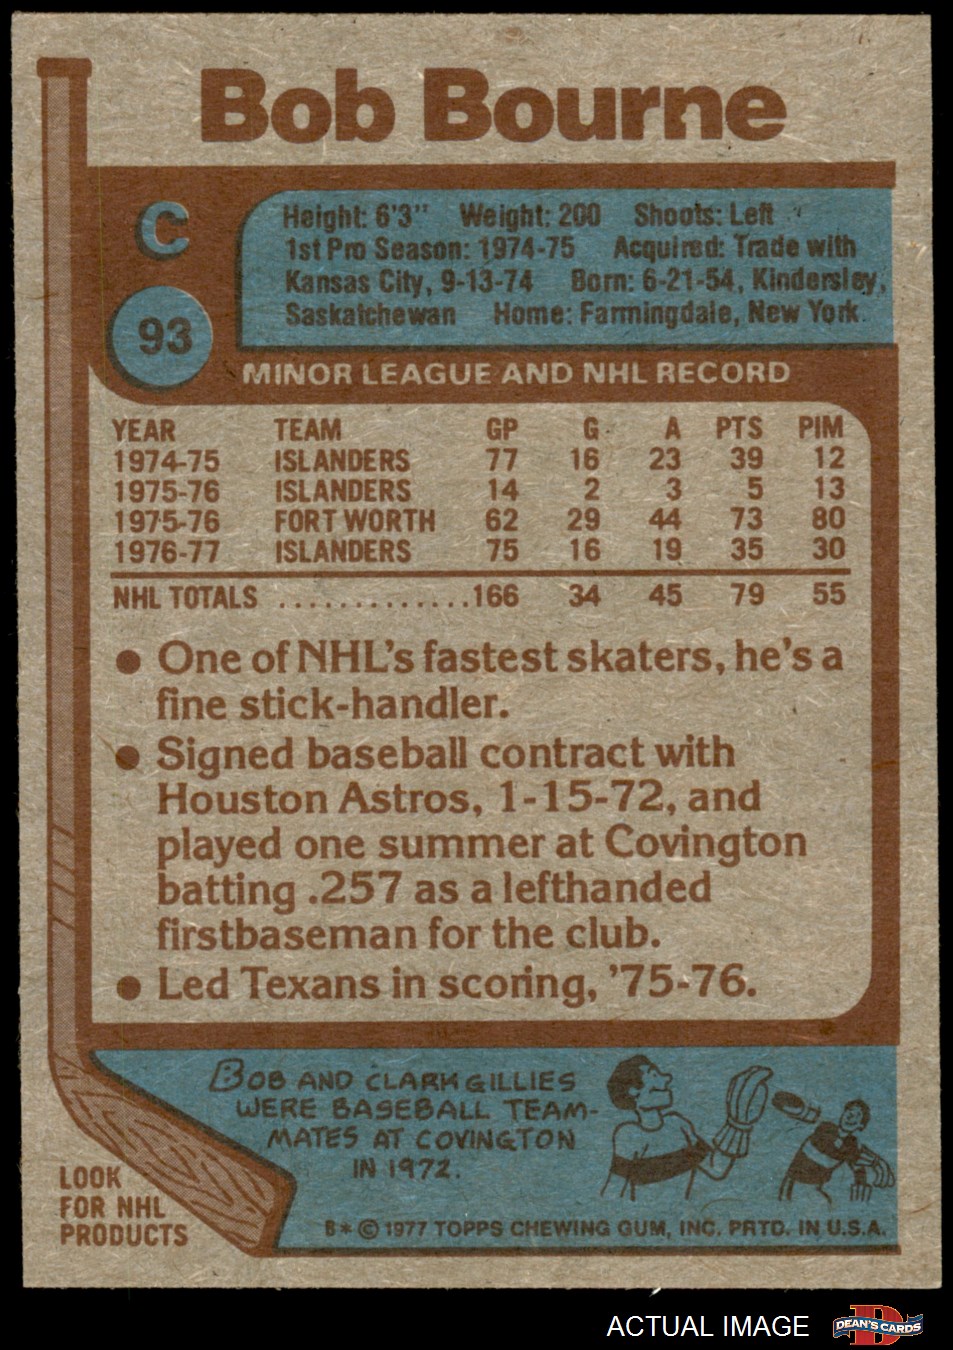 Bob Bourne
C
93
Height: 6'3" Weight: 200 Shoots: Left
1st Pro Season: 1974-75 Acquired: Trade with
Kansas City, 9-13-74 Born: 6-21-54, Kindersley,
Saskatchewan Home: Farmingdale, New York
MINOR LEAGUE AND NHL RECORD
YEAR TEAM GP G A PTS PIM
1974-75 ISLANDERS 77 16 23 39 12
1975-76 ISLANDERS 14 2 3 5 13
1975-76 FORT WORTH 62 29 44 73 80
1976-77 ISLANDERS 75 16 19 35 30
NHL TOTALS .............166 34 45 79 55
● One of NHL's fastest skaters, he's a
fine stick-handler.
● Signed baseball contract with
Houston Astros, 1-15-72, and
played one summer at Covington
batting .257 as a lefthanded
firstbaseman for the club.
● Led Texans in scoring, '75-76.
BOB AND CLARK GILLIES
WERE BASEBALL TEAM-
MATES AT COVINGTON
IN 1972.
LOOK
FOR NHL
PRODUCTS
B* © 1977 TOPPS CHEWING GUM, INC. PRTD. IN U.S.A.
ACTUAL IMAGE
D
DEAN'S CARDS